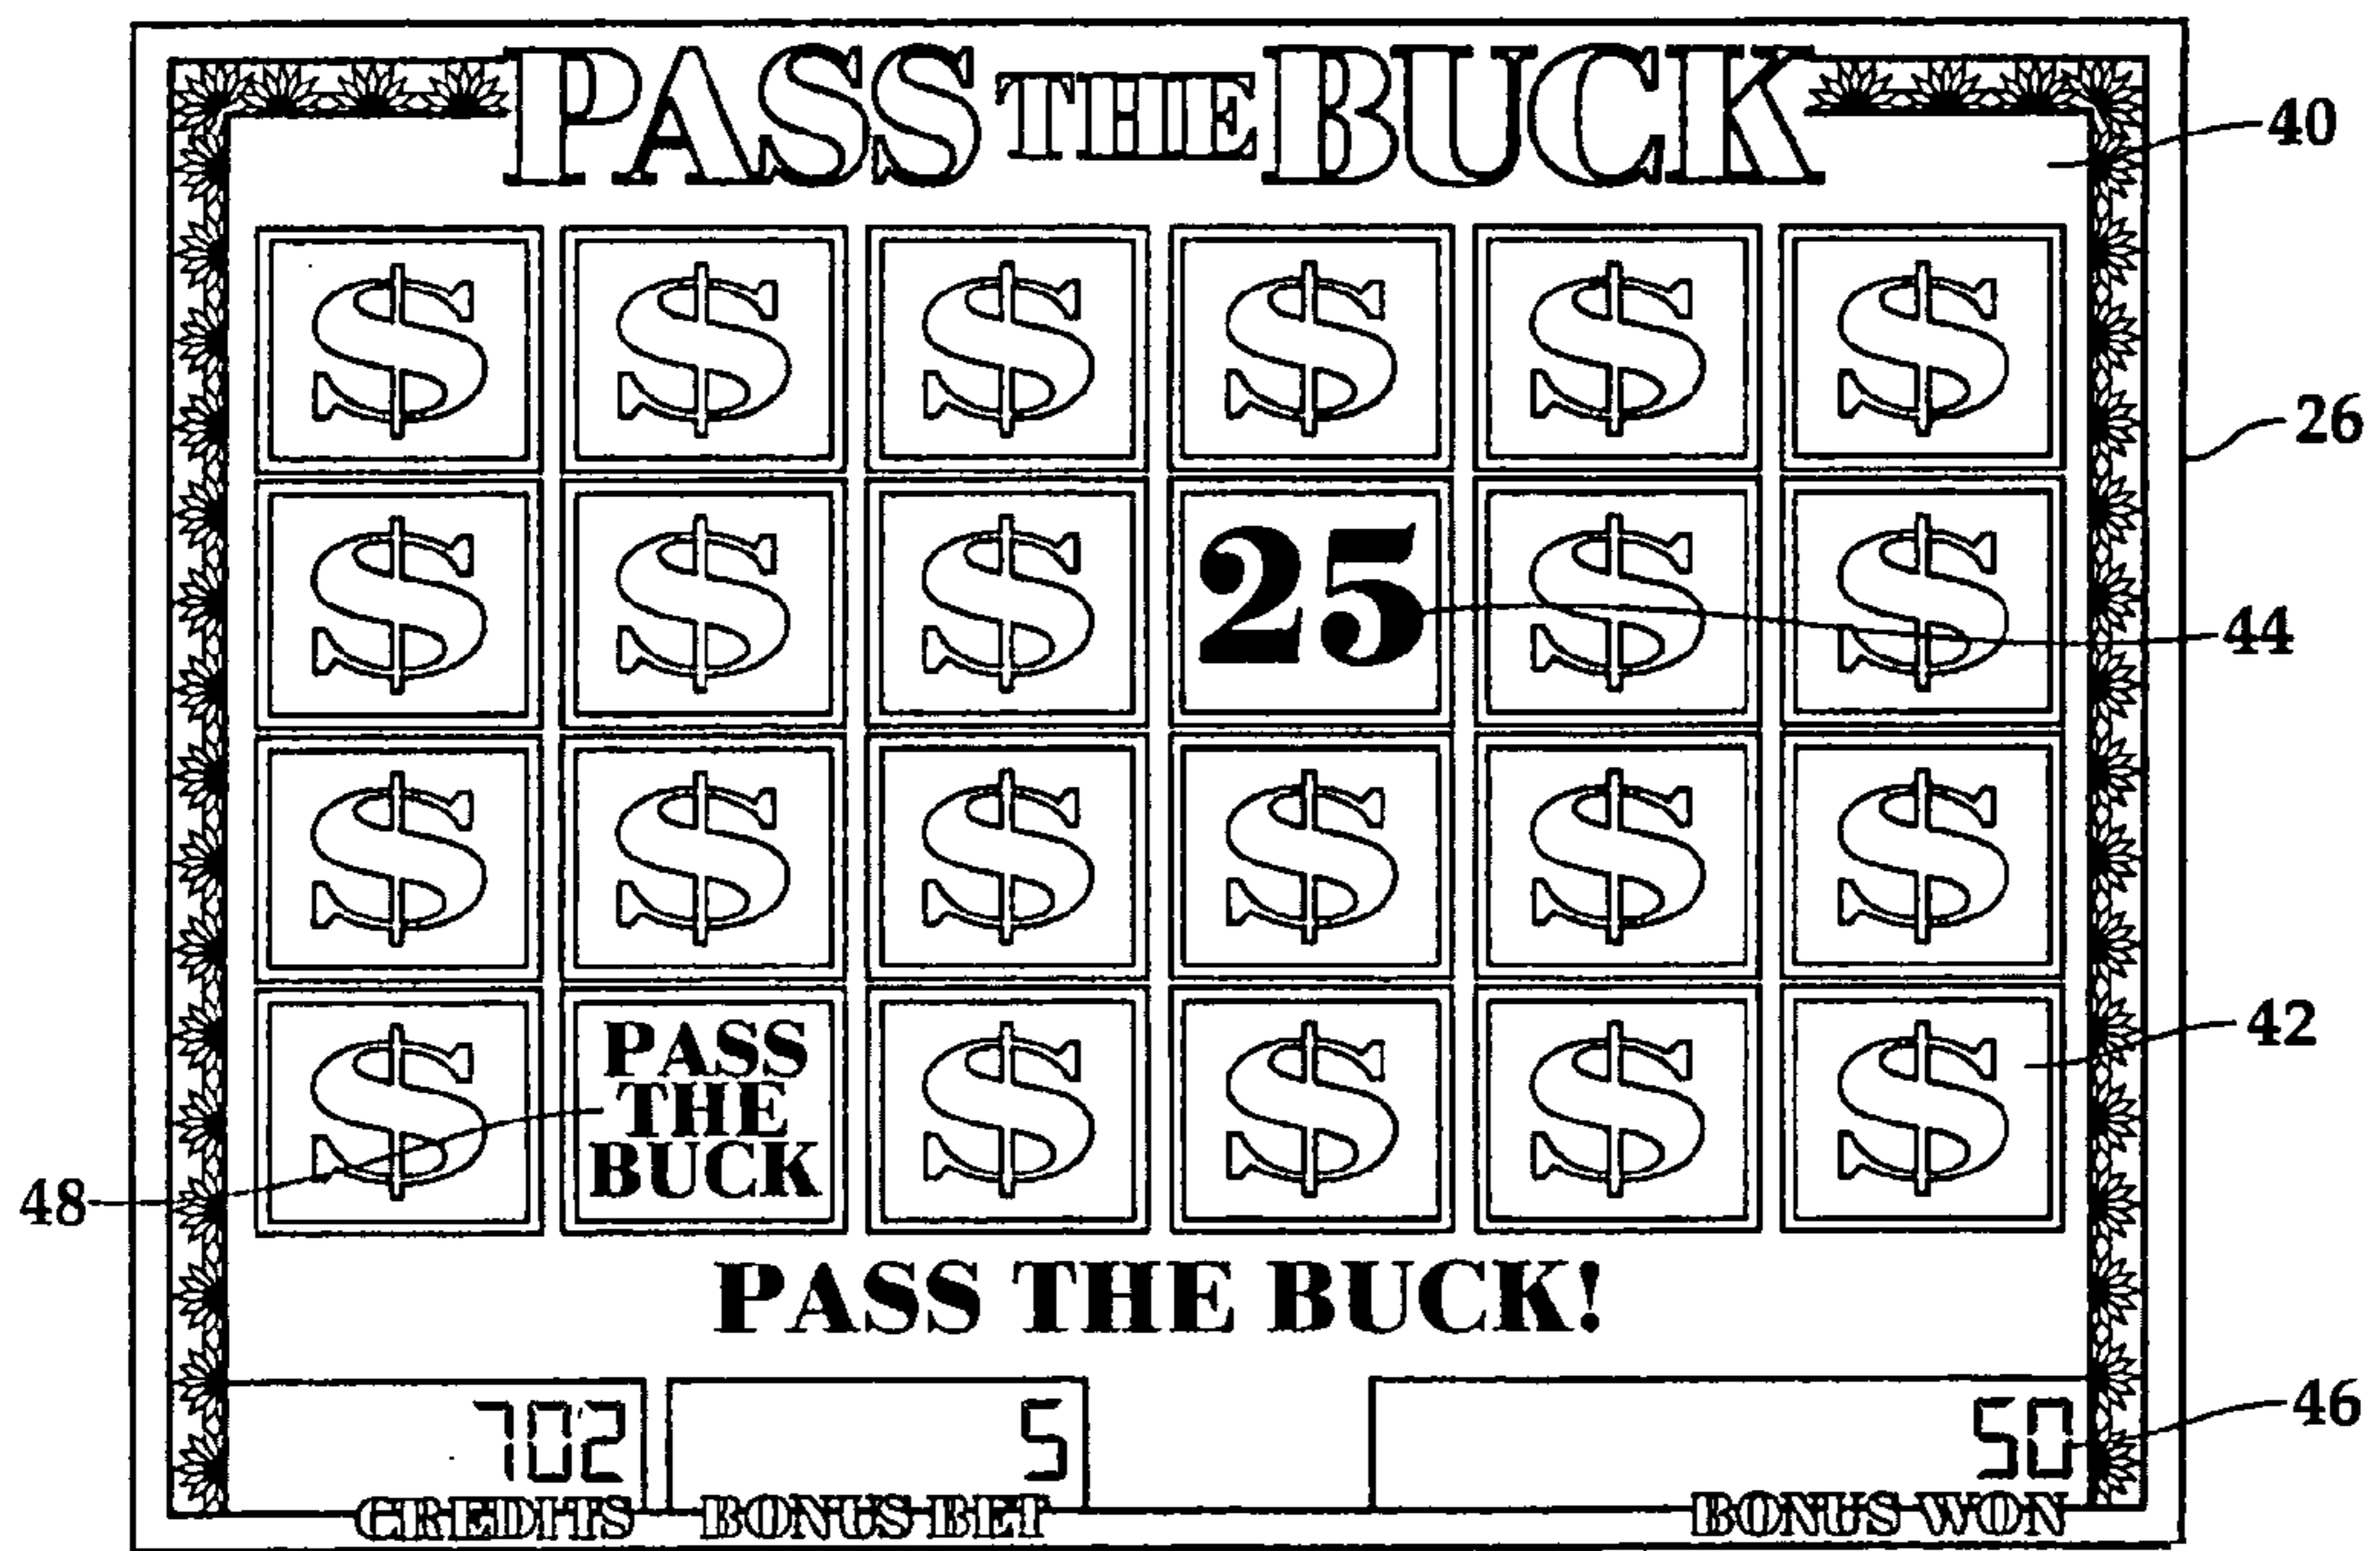 PASS THE BUCK
40
$ $ $ $ $ $
26
$ $ $ 25 $ $
44
$ $ $ $ $ $
$ PASS $ $ $ $
THE
BUCK
42
48
PASS THE BUCK!
702 5 50
46
CREDITS BONUS BET BONUS WON